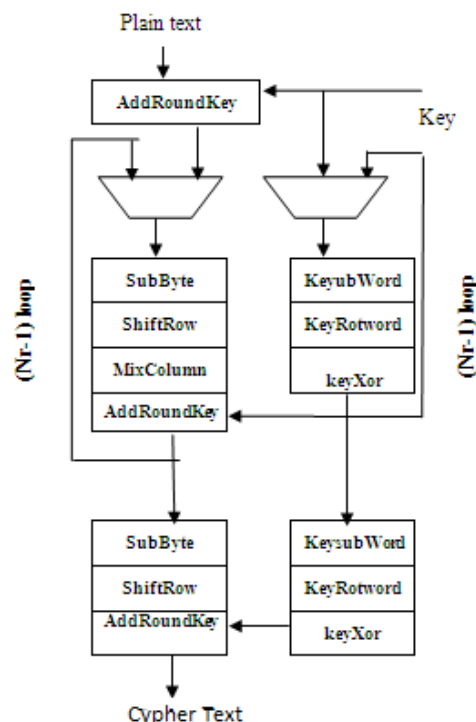 Plain text
AddRoundKey
Key
(Nr-1) loop
SubByte
ShiftRow
MixColumn
AddRoundKey
KeyubWord
KeyRotword
keyXor
(Nr-1) loop
SubByte
ShiftRow
AddRoundKey
KeysubWord
KeyRotword
keyXor
Cypher Text